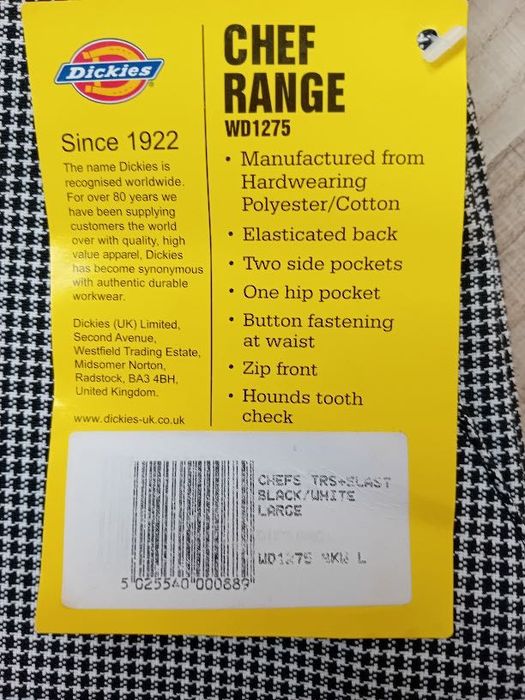 Dickies
Since 1922
The name Dickies is
recognised worldwide.
For over 80 years we
have been supplying
customers the world
over with quality, high
value apparel, Dickies
has become synonymous
with authentic durable
workwear.
Dickies (UK) Limited,
Second Avenue,
Westfield Trading Estate,
Midsomer Norton,
Radstock, BA3 4BH,
United Kingdom.
www.dickies-uk.co.uk
CHEF
RANGE
WD1275
• Manufactured from
Hardwearing
Polyester/Cotton
• Elasticated back
• Two side pockets
• One hip pocket
• Button fastening
at waist
• Zip front
• Hounds tooth
check
CHEFS TRS+ELAST
BLACK/WHITE
LARGE
WD1275 L
5 025540 000889